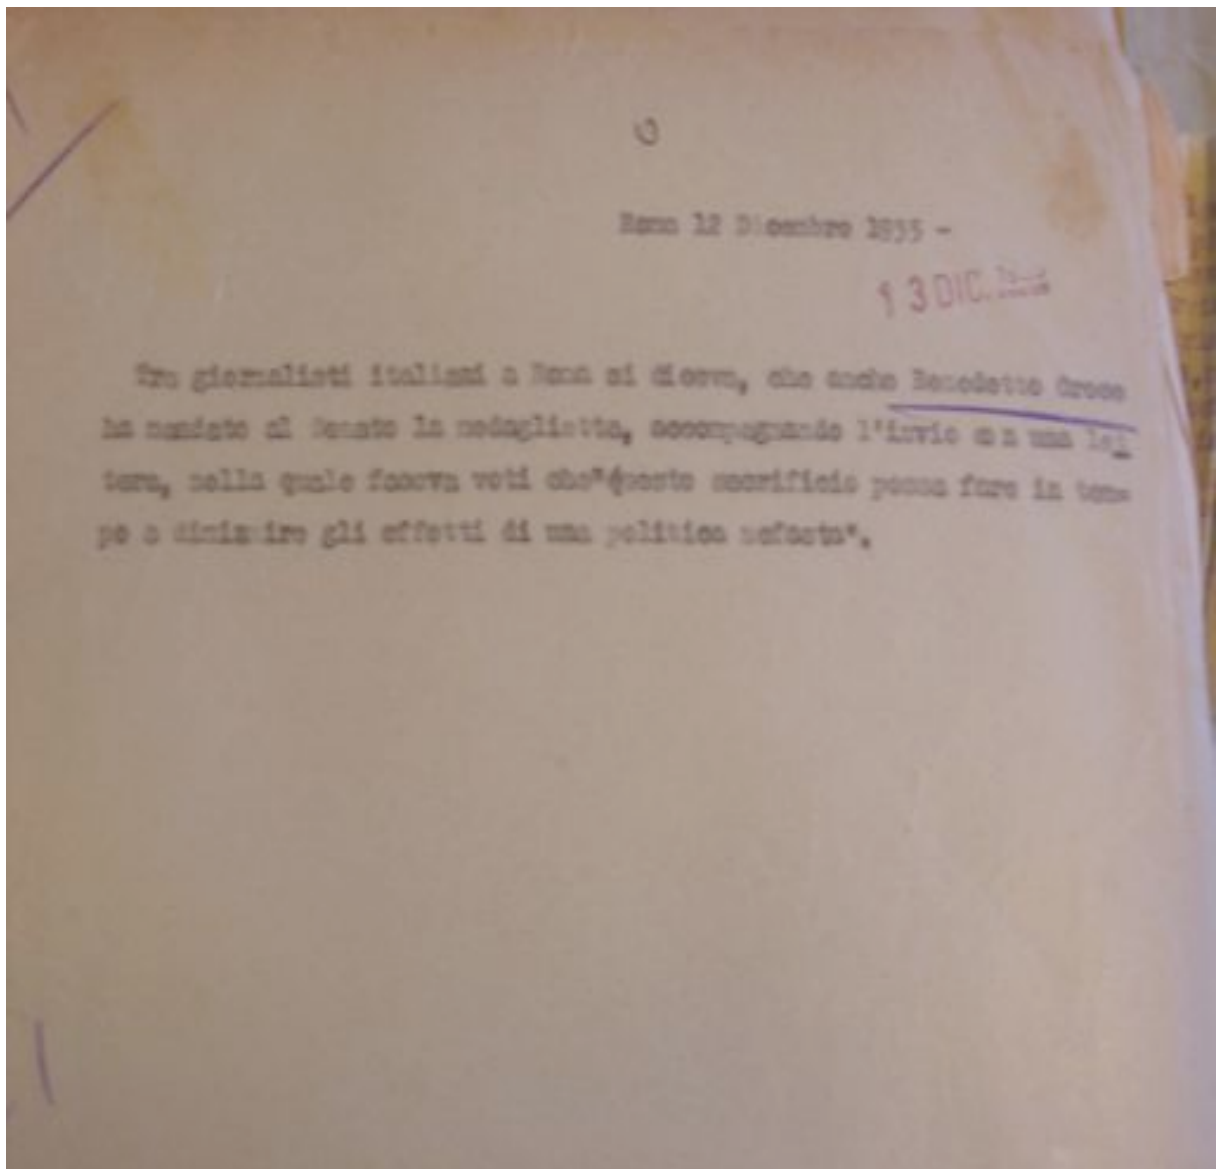 Roma 12 Dicembre 1935 -
13 DIC.
Tra giornalisti italiani a Roma si diceva, che anche Benedetto Croce
ha mandato al Senato la medaglietta, accompagnando l'invio con una let
tera, nella quale faceva voti che"questo sacrificio possa fare in tem=
po a diminuire gli effetti di una politica nefasta".